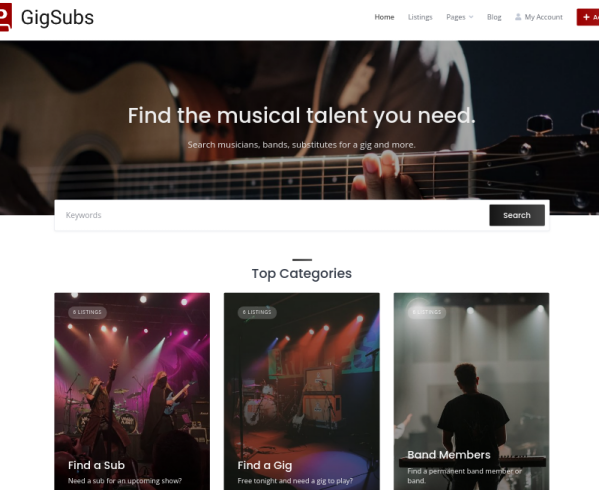 GigSubs
Home Listings Pages Blog My Account
Find the musical talent you need.
Search musicians, bands, substitutes for a gig and more.
Keywords
Search
Top Categories
6 LISTINGS
6 LISTINGS
LISTINGS
Find a Sub
Need a sub for an upcoming show?
Find a Gig
Free tonight and need a gig to play?
Band Members
Find a permanent band member or
band.